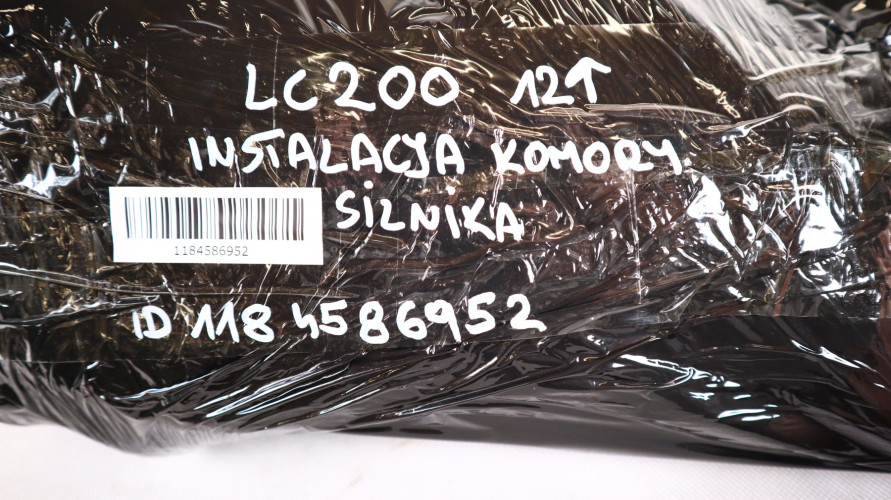 LC200 12↑
INSTALACJA KOMORY
SILNIKA
1184586952
ID 1184586952